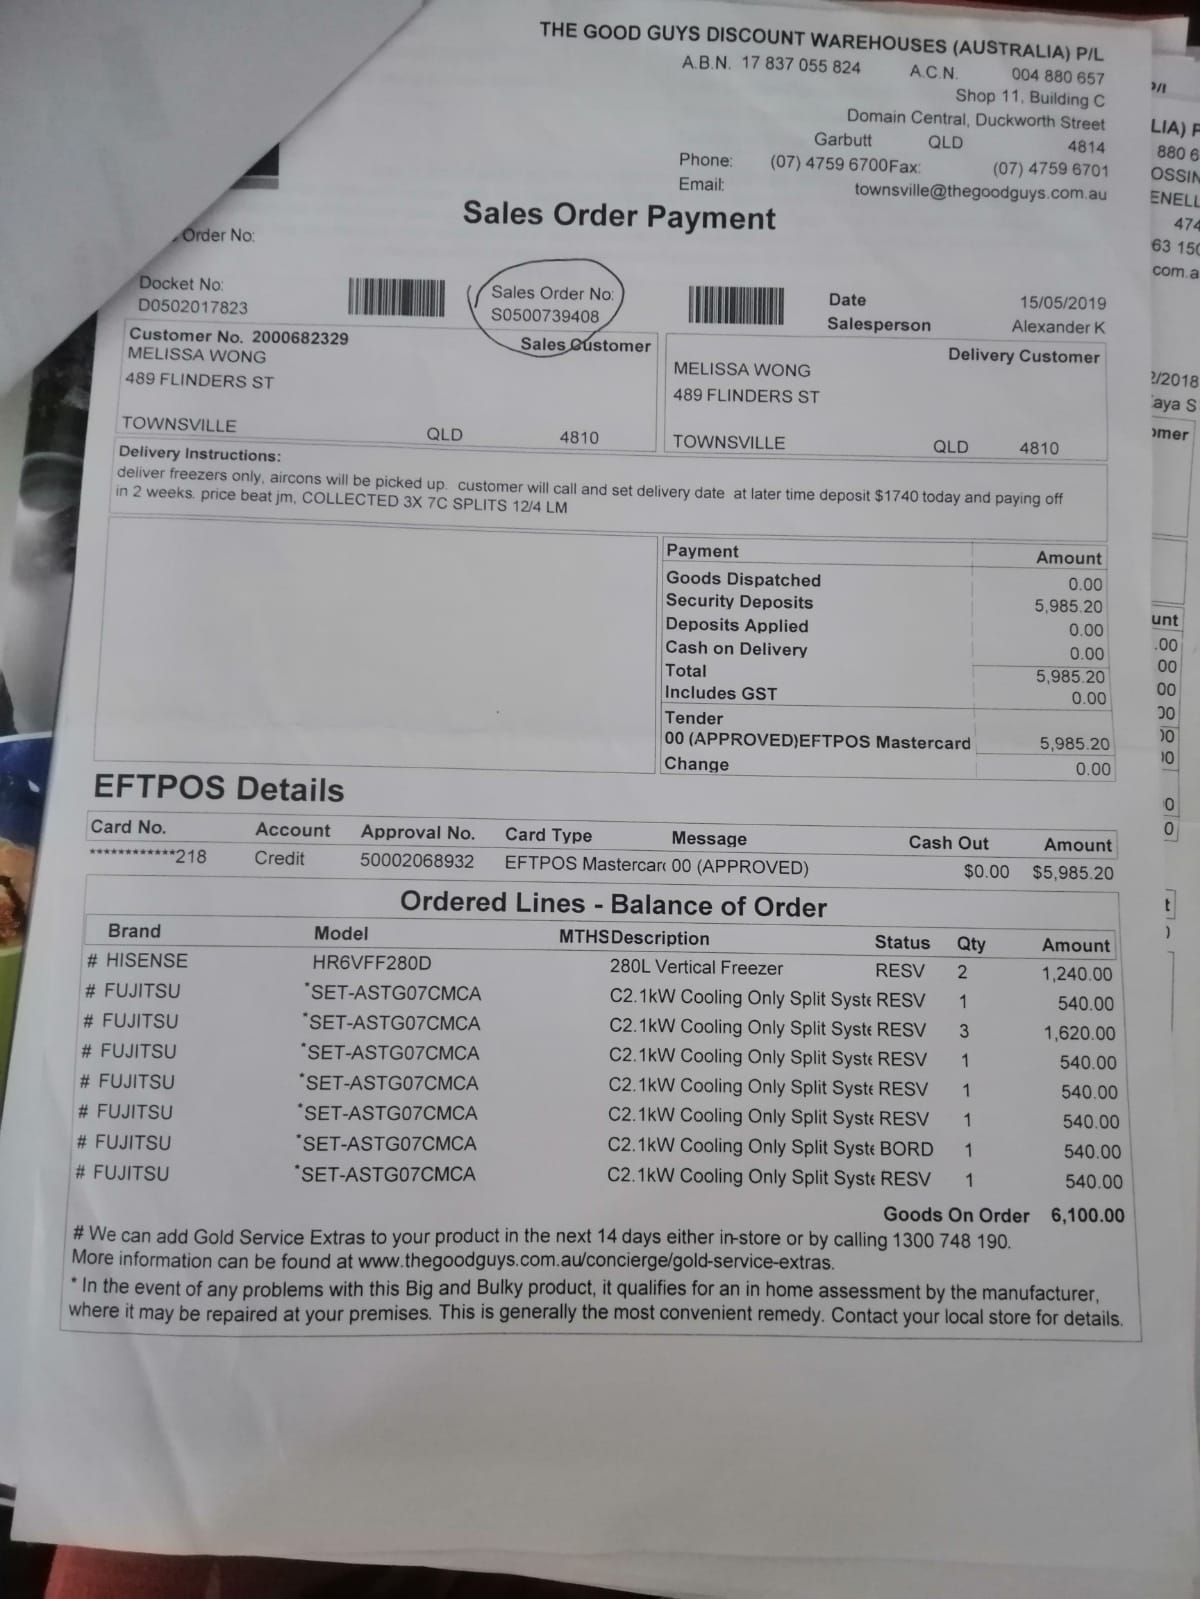 THE GOOD GUYS DISCOUNT WAREHOUSES (AUSTRALIA) P/L
A.B.N. 17 837 055 824 A.C.N. 004 880 657
Shop 11, Building C
Domain Central, Duckworth Street
Garbutt QLD 4814
Phone: (07) 4759 6700Fax: (07) 4759 6701
Email: townsville@thegoodguys.com.au
Sales Order Payment
Order No:
Docket No:
D0502017823
Sales Order No:
S0500739408
Date 15/05/2019
Salesperson Alexander K
Customer No. 2000682329
Sales Customer
MELISSA WONG
489 FLINDERS ST
TOWNSVILLE QLD 4810
Delivery Customer
MELISSA WONG
489 FLINDERS ST
TOWNSVILLE QLD 4810
Delivery Instructions:
deliver freezers only, aircons will be picked up. customer will call and set delivery date at later time deposit $1740 today and paying off
in 2 weeks. price beat jm, COLLECTED 3X 7C SPLITS 12/4 LM
Payment Amount
Goods Dispatched 0.00
Security Deposits 5,985.20
Deposits Applied 0.00
Cash on Delivery 0.00
Total 5,985.20
Includes GST 0.00
Tender
00 (APPROVED)EFTPOS Mastercard 5,985.20
Change 0.00
EFTPOS Details
Card No. Account Approval No. Card Type Message Cash Out Amount
************218 Credit 50002068932 EFTPOS Mastercard 00 (APPROVED) $0.00 $5,985.20
Ordered Lines - Balance of Order
Brand Model MTHSDescription Status Qty Amount
# HISENSE HR6VFF280D 280L Vertical Freezer RESV 2 1,240.00
# FUJITSU *SET-ASTG07CMCA C2.1kW Cooling Only Split Syste RESV 1 540.00
# FUJITSU *SET-ASTG07CMCA C2.1kW Cooling Only Split Syste RESV 3 1,620.00
# FUJITSU *SET-ASTG07CMCA C2.1kW Cooling Only Split Syste RESV 1 540.00
# FUJITSU *SET-ASTG07CMCA C2.1kW Cooling Only Split Syste RESV 1 540.00
# FUJITSU *SET-ASTG07CMCA C2.1kW Cooling Only Split Syste RESV 1 540.00
# FUJITSU *SET-ASTG07CMCA C2.1kW Cooling Only Split Syste BORD 1 540.00
# FUJITSU *SET-ASTG07CMCA C2.1kW Cooling Only Split Syste RESV 1 540.00
Goods On Order 6,100.00
# We can add Gold Service Extras to your product in the next 14 days either in-store or by calling 1300 748 190.
More information can be found at www.thegoodguys.com.au/concierge/gold-service-extras.
* In the event of any problems with this Big and Bulky product, it qualifies for an in home assessment by the manufacturer,
where it may be repaired at your premises. This is generally the most convenient remedy. Contact your local store for details.